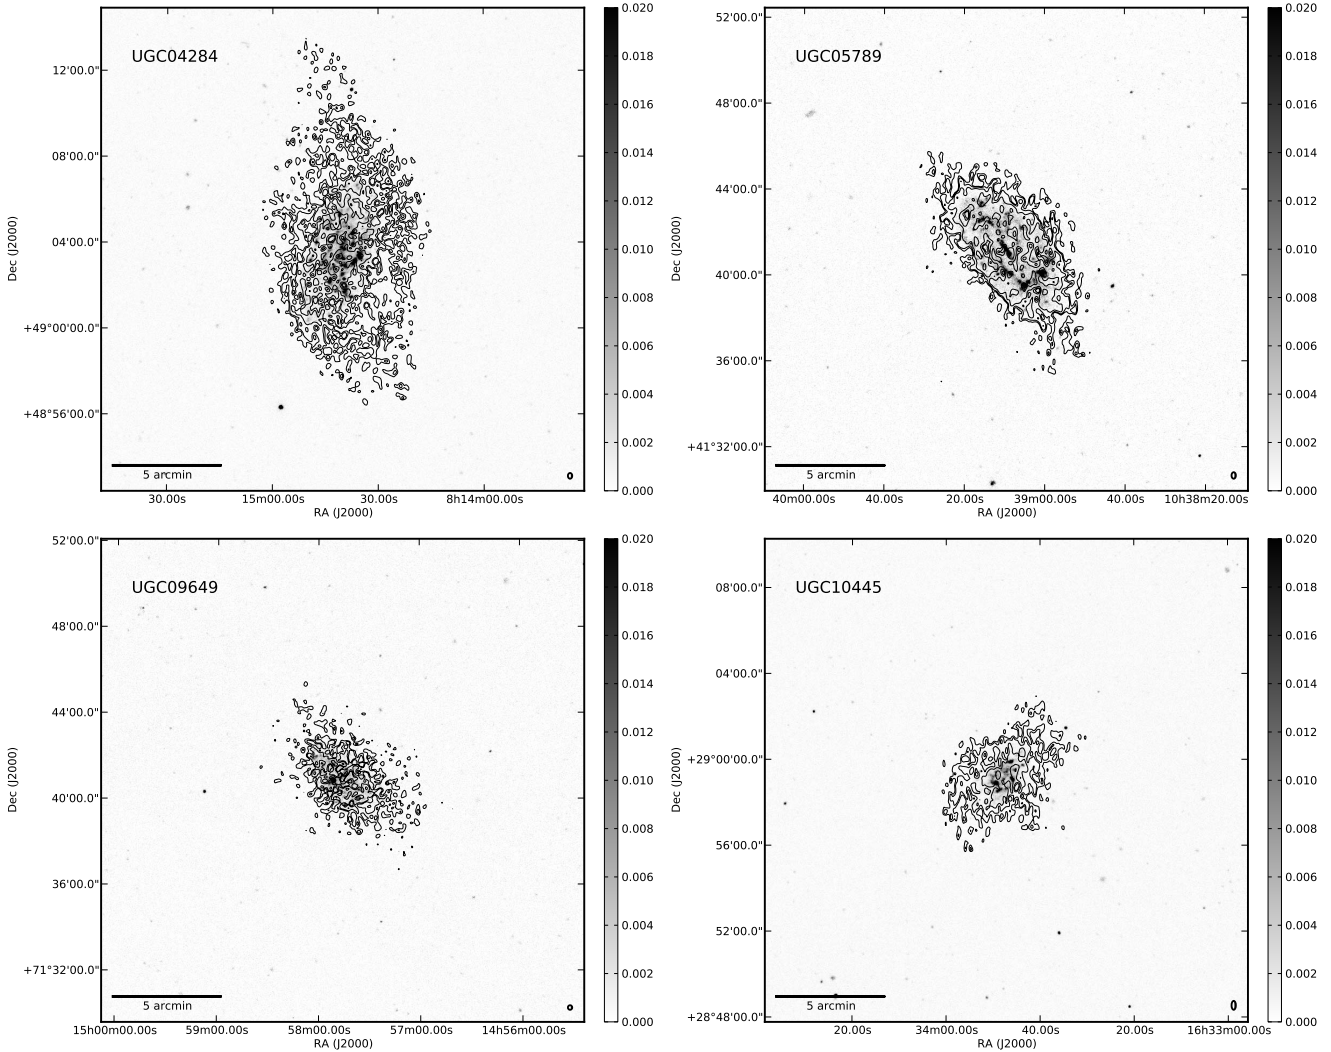 UGC04284
12'00.0"
08'00.0"
04'00.0"
+49°00'00.0"
+48°56'00.0"
Dec (J2000)
5 arcmin
30.00s
15m00.00s
30.00s
8h14m00.00s
RA (J2000)
0.020
0.018
0.016
0.014
0.012
0.010
0.008
0.006
0.004
0.002
0.000
UGC05789
52'00.0"
48'00.0"
44'00.0"
40'00.0"
36'00.0"
+41°32'00.0"
Dec (J2000)
5 arcmin
40m00.00s
40.00s
20.00s
39m00.00s
40.00s
10h38m20.00s
RA (J2000)
0.020
0.018
0.016
0.014
0.012
0.010
0.008
0.006
0.004
0.002
0.000
UGC09649
52'00.0"
48'00.0"
44'00.0"
40'00.0"
36'00.0"
+71°32'00.0"
Dec (J2000)
5 arcmin
15h00m00.00s
59m00.00s
58m00.00s
57m00.00s
14h56m00.00s
RA (J2000)
0.020
0.018
0.016
0.014
0.012
0.010
0.008
0.006
0.004
0.002
0.000
UGC10445
08'00.0"
04'00.0"
+29°00'00.0"
56'00.0"
52'00.0"
+28°48'00.0"
Dec (J2000)
5 arcmin
20.00s
34m00.00s
40.00s
20.00s
16h33m00.00s
RA (J2000)
0.020
0.018
0.016
0.014
0.012
0.010
0.008
0.006
0.004
0.002
0.000